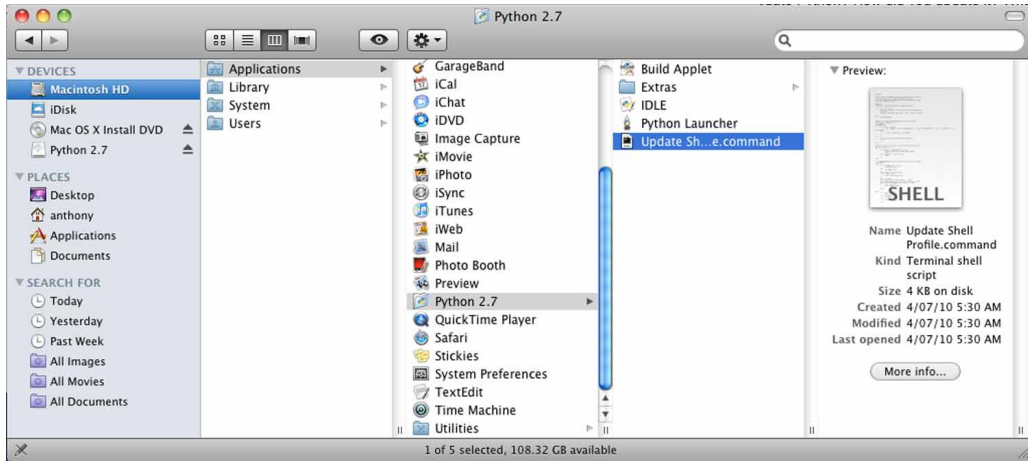 Python 2.7
DEVICES
Macintosh HD
iDisk
Mac OS X Install DVD
Python 2.7
PLACES
Desktop
anthony
Applications
Documents
SEARCH FOR
Today
Yesterday
Past Week
All Images
All Movies
All Documents
Applications
Library
System
Users
GarageBand
iCal
iChat
iDVD
Image Capture
iMovie
iPhoto
iSync
iTunes
iWeb
Mail
Photo Booth
Preview
Python 2.7
QuickTime Player
Safari
Stickies
System Preferences
TextEdit
Time Machine
Utilities
Build Applet
Extras
IDLE
Python Launcher
Update Sh...e.command
Preview:
SHELL
Name Update Shell
Profile.command
Kind Terminal shell
script
Size 4 KB on disk
Created 4/07/10 5:30 AM
Modified 4/07/10 5:30 AM
Last opened 4/07/10 5:30 AM
More info...
1 of 5 selected, 108.32 GB available